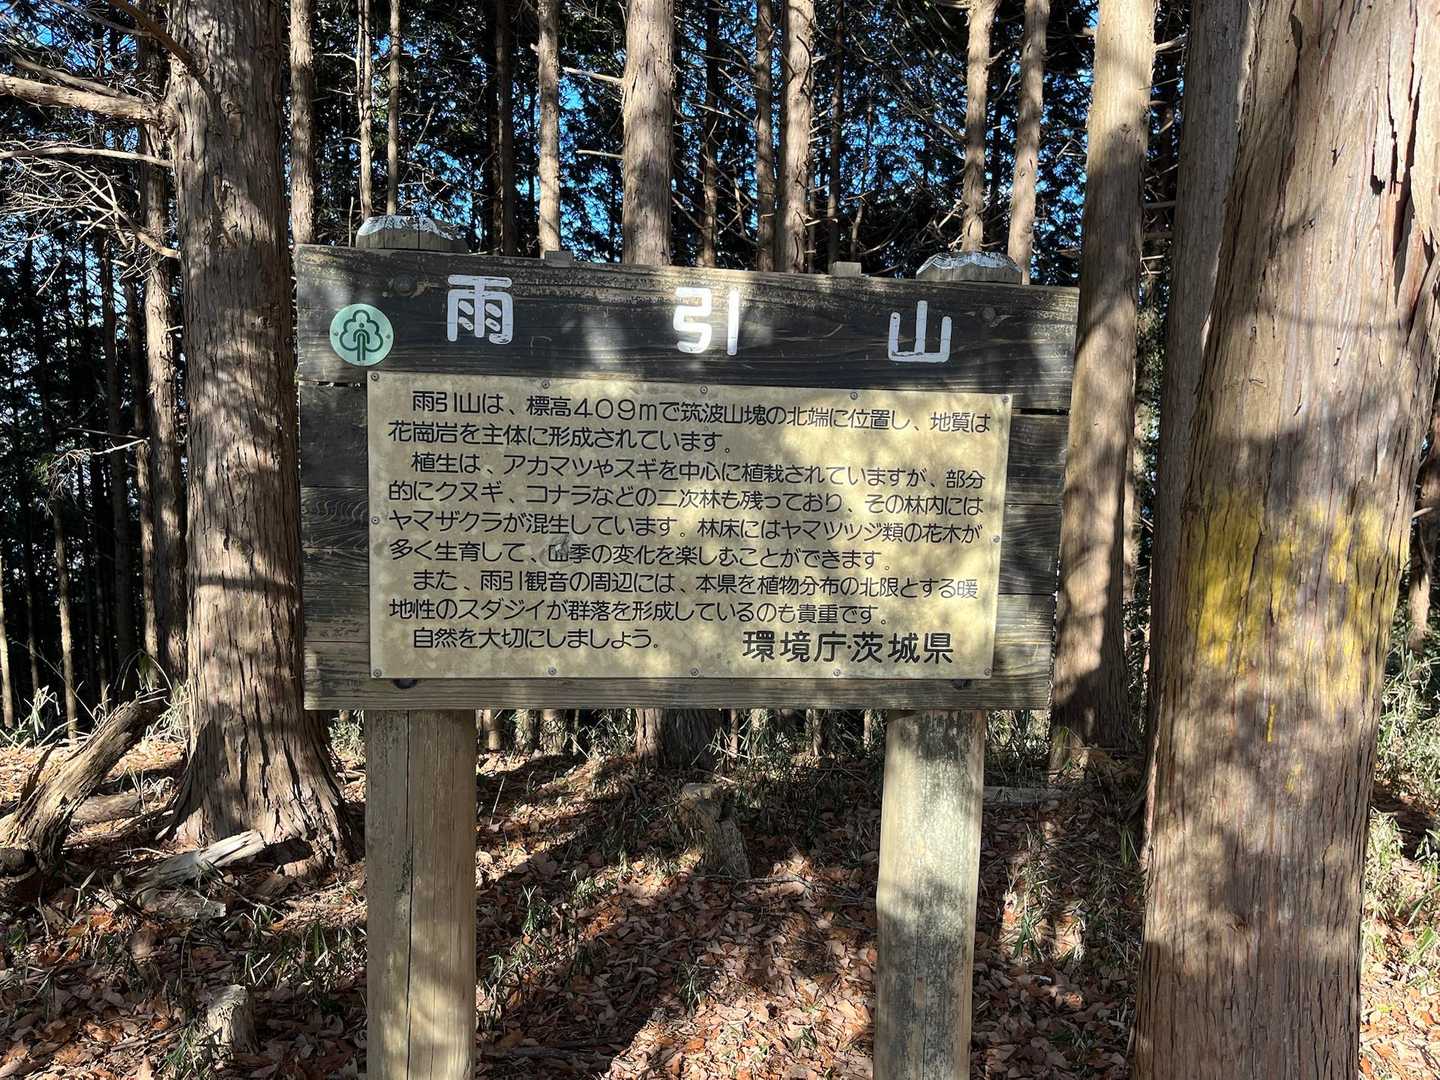 雨引山
雨引山は、標高409mで筑波山塊の北端に位置し、地質は
花崗岩を主体に形成されています。
植生は、アカマツやスギを中心に植栽されていますが、部分
的にクヌギ、コナラなどの二次林も残っており、その林内には
ヤマザクラが混生しています。林床にはヤマツツジ類の花木が
多く生育して、四季の変化を楽しむことができます。
また、雨引観音の周辺には、本県を植物分布の北限とする暖
地性のスダジイが群落を形成しているのも貴重です。
自然を大切にしましょう。 環境庁・茨城県